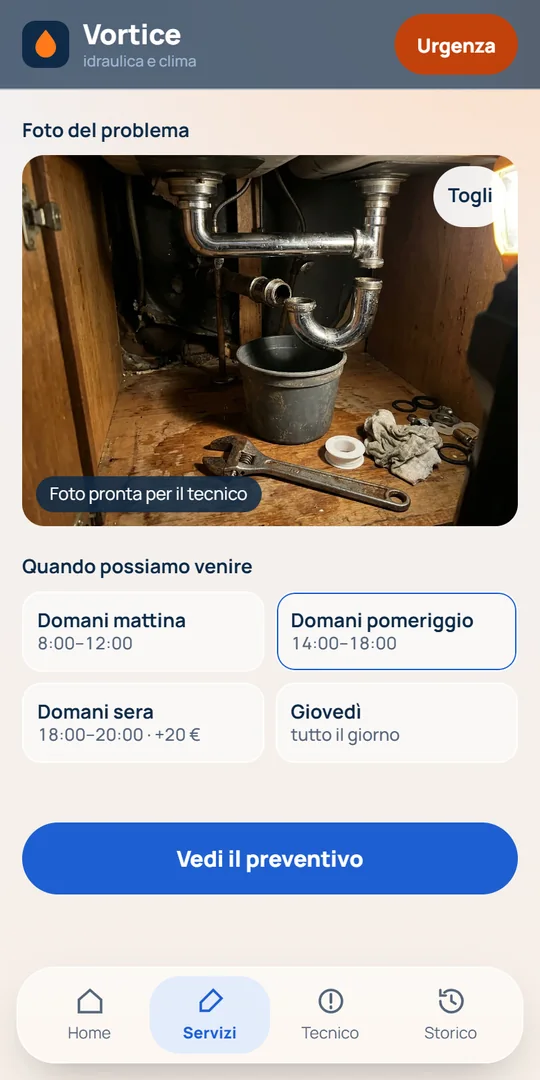 Vortice
idraulica e clima
Urgenza
Foto del problema
Togli
Foto pronta per il tecnico
Quando possiamo venire
Domani mattina
8:00–12:00
Domani pomeriggio
14:00–18:00
Domani sera
18:00–20:00 · +20 €
Giovedì
tutto il giorno
Vedi il preventivo
Home
Servizi
Tecnico
Storico